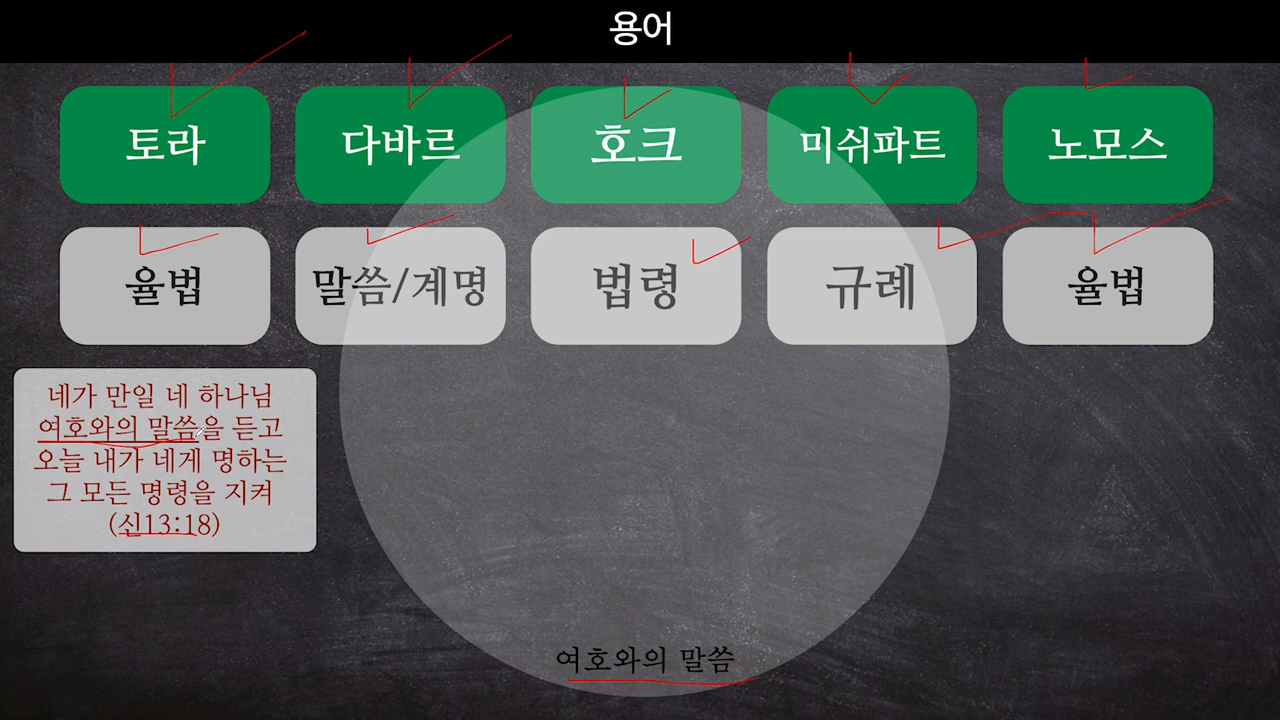 용어
토라
다바르
호크
미쉬파트
노모스
율법
말씀/계명
법령
규례
율법
네가 만일 네 하나님
여호와의 말씀을 듣고
오늘 내가 네게 명하는
그 모든 명령을 지켜
(신13:18)
여호와의 말씀